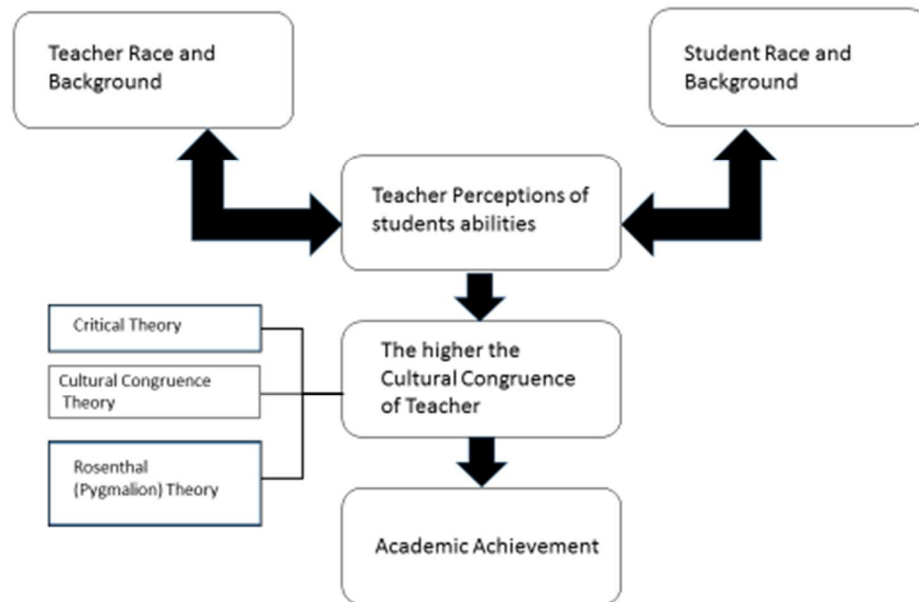 Teacher Race and
Background
Student Race and
Background
Teacher Perceptions of
students abilities
Critical Theory
Cultural Congruence
Theory
Rosenthal
(Pygmalion) Theory
The higher the
Cultural Congruence
of Teacher
Academic Achievement